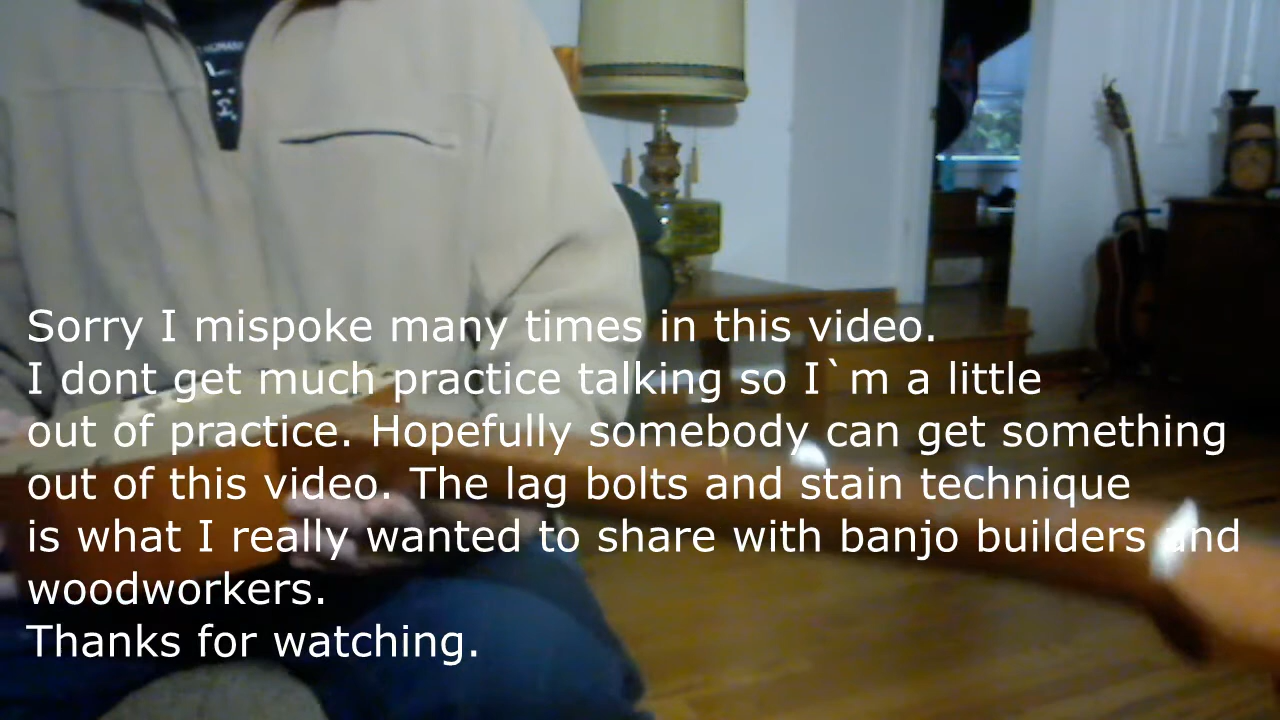 Sorry I mispoke many times in this video.
I dont get much practice talking so I`m a little
out of practice. Hopefully somebody can get something
out of this video. The lag bolts and stain technique
is what I really wanted to share with banjo builders and
woodworkers.
Thanks for watching.